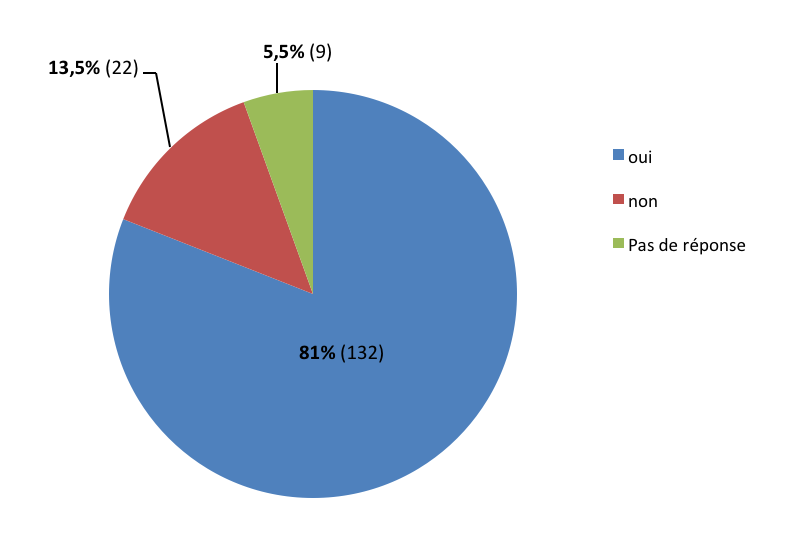 5,5% (9)
13,5% (22)
81% (132)
oui
non
Pas de réponse